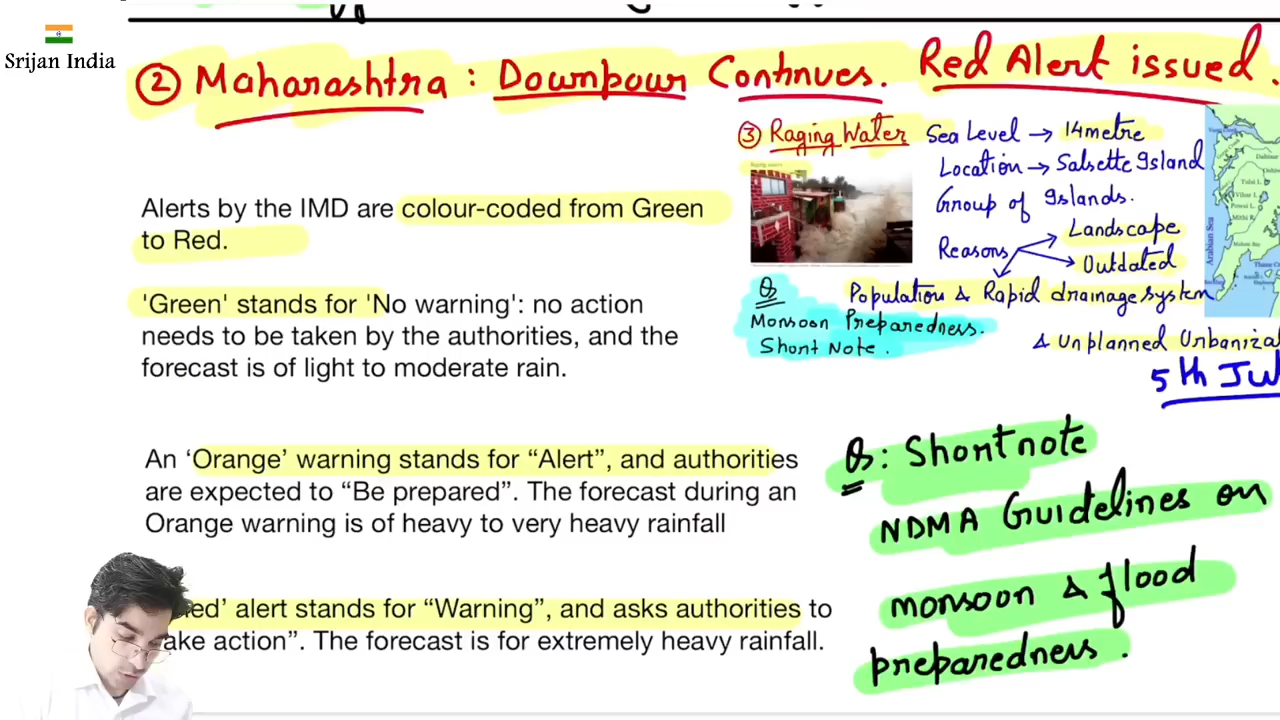 Srijan India
② Maharashtra : Downpour Continues. Red Alert issued.
③ Raging Water
Sea Level → 14metre
Location → Salsette Island
Group of Islands.
Reasons → Landscape
→ Outdated
Population & Rapid drainage system
& Unplanned
5th
Q
Monsoon Preparedness.
Short Note.
Alerts by the IMD are colour-coded from Green
to Red.
'Green' stands for 'No warning': no action
needs to be taken by the authorities, and the
forecast is of light to moderate rain.
An ‘Orange’ warning stands for “Alert”, and authorities
are expected to “Be prepared”. The forecast during an
Orange warning is of heavy to very heavy rainfall
ed’ alert stands for “Warning”, and asks authorities to
ake action”. The forecast is for extremely heavy rainfall.
Q: Short note
NDMA Guidelines on
monsoon & flood
preparedness.
Arabian Sea